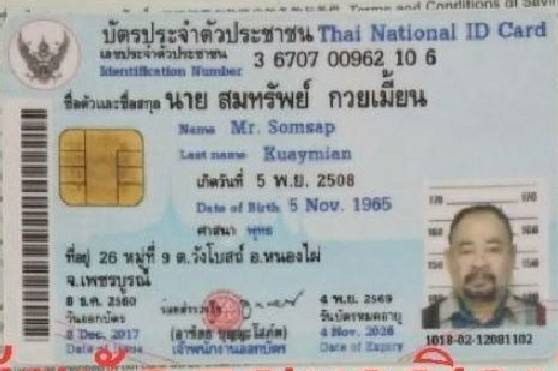 Terms and Conditions of Savin
บัตรประจำตัวประชาชน Thai National ID Card
เลขประจำตัวประชาชน
Identification Number
3 6707 00962 10 6
ชื่อตัวและชื่อสกุล นาย สมทรัพย์ กวยเมี้ยน
Name Mr. Somsap
Last name Kuaymian
เกิดวันที่ 5 พ.ย. 2508
Date of Birth 5 Nov. 1965
ศาสนา พุทธ
ที่อยู่ 26 หมู่ที่ 9 ต.วังโบสถ์ อ.หนองไผ่
จ.เพชรบูรณ์
8 ธ.ค. 2560
วันออกบัตร
8 Dec. 2017
Date of Issue
เจ้าพนักงานออกบัตร
4 พ.ย. 2569
วันบัตรหมดอายุ
4 Nov. 2026
Date of Expiry
170 170
160 160
150 150
1018-02-12081102